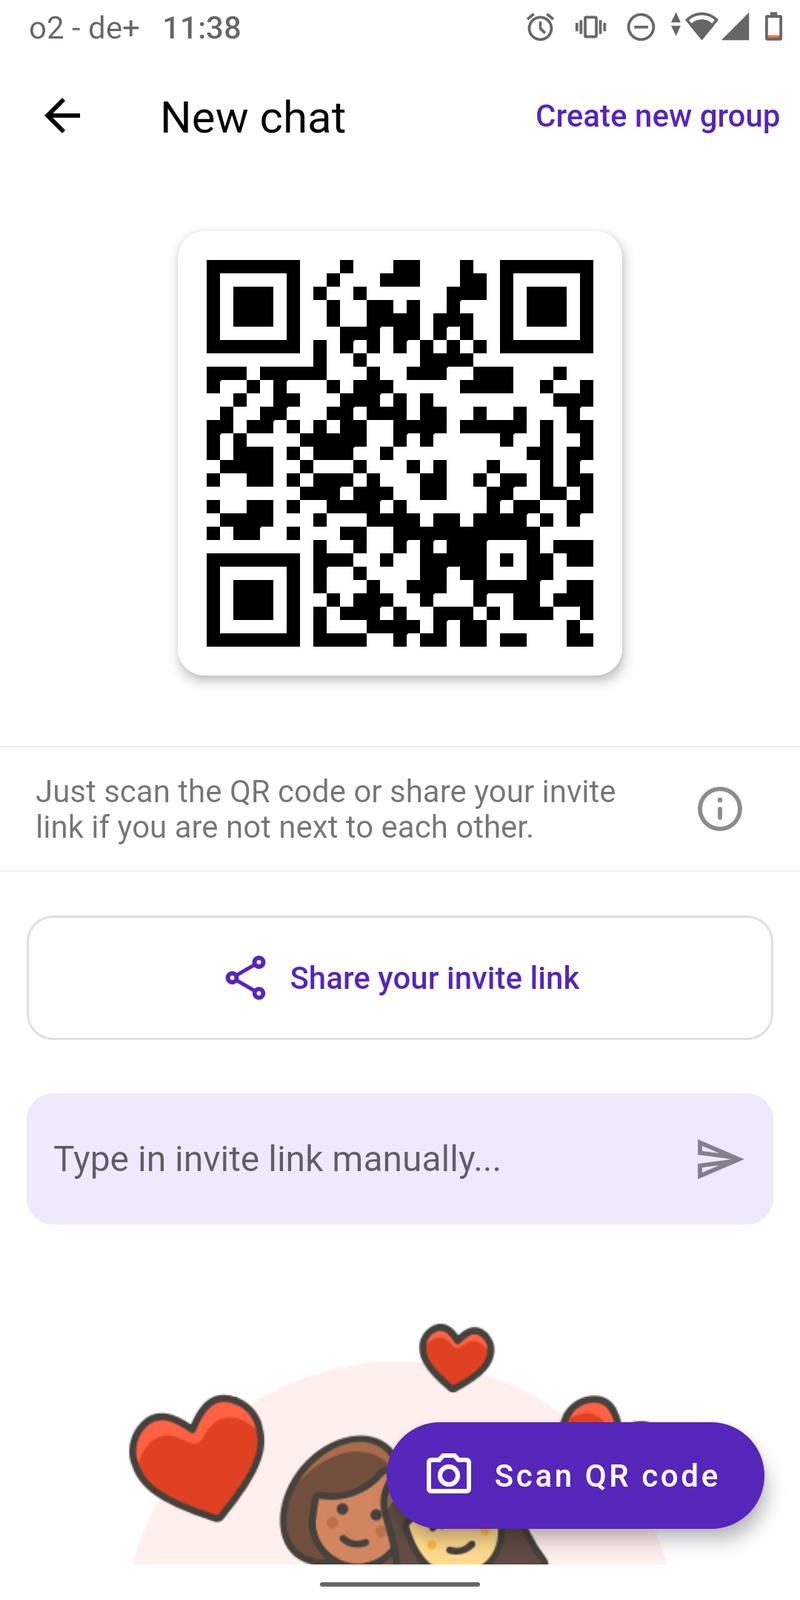 o2 - de+ 11:38
New chat
Create new group
Just scan the QR code or share your invite
link if you are not next to each other.
Share your invite link
Type in invite link manually...
Scan QR code